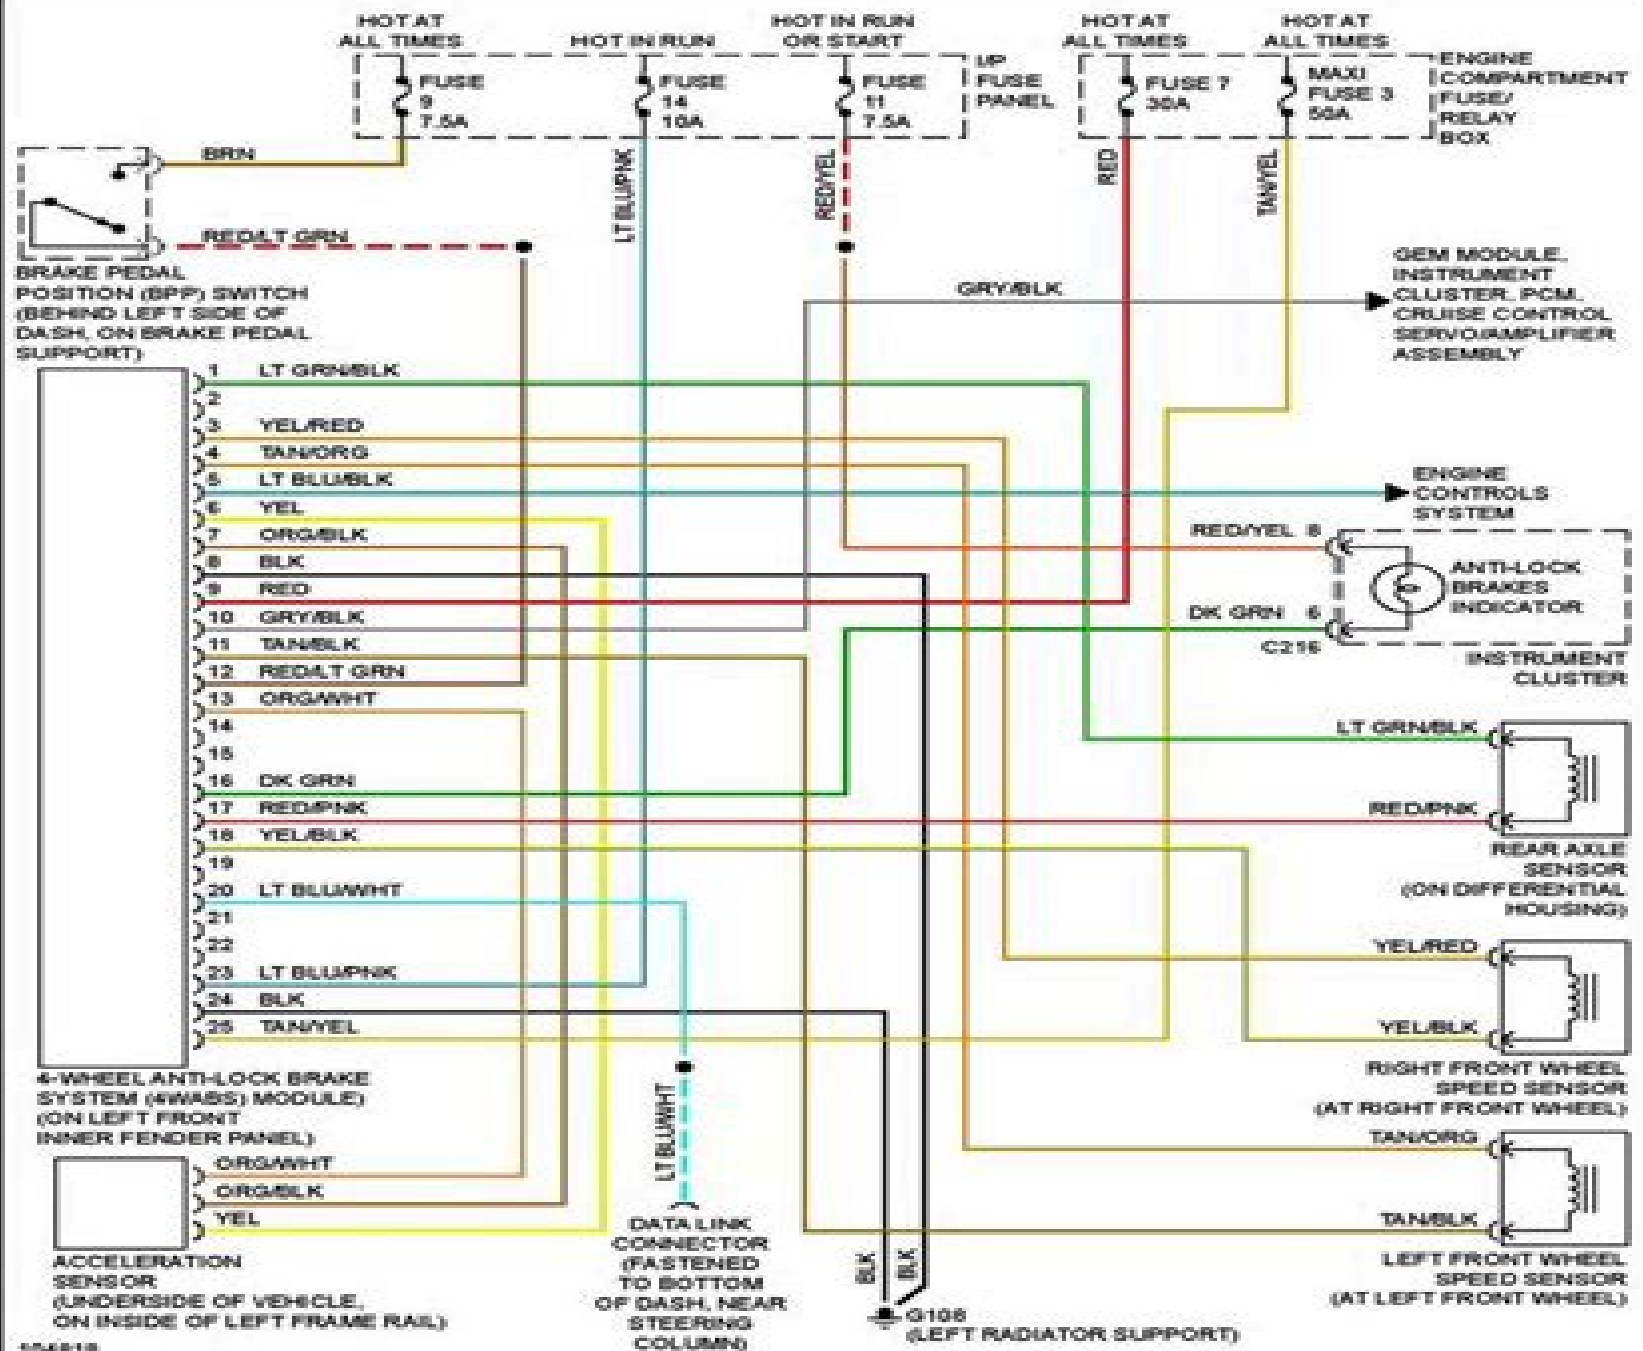 HOT AT
ALL TIMES
HOT IN RUN
HOT IN RUN
OR START
HOT AT
ALL TIMES
HOT AT
ALL TIMES
FUSE
9
7.5A
FUSE
14
10A
FUSE
11
7.5A
I/P
FUSE
PANEL
FUSE 7
30A
MAXI
FUSE 3
50A
ENGINE
COMPARTMENT
FUSE/
RELAY
BOX
BRN
RED/LT GRN
LT BLU/PNK
RED/YEL
RED
TAN/YEL
BRAKE PEDAL
POSITION (BPP) SWITCH
(BEHIND LEFT SIDE OF
DASH, ON BRAKE PEDAL
SUPPORT)
GRY/BLK
GEM MODULE,
INSTRUMENT
CLUSTER, PCM,
CRUISE CONTROL
SERVO/AMPLIFIER
ASSEMBLY
1 LT GRN/BLK
2
3 YEL/RED
4 TAN/ORG
5 LT BLU/BLK
6 YEL
7 ORG/BLK
8 BLK
9 RED
10 GRY/BLK
11 TAN/BLK
12 RED/LT GRN
13 ORG/WHT
14
15
16 DK GRN
17 RED/PNK
18 YEL/BLK
19
20 LT BLU/WHT
21
22
23 LT BLU/PNK
24 BLK
25 TAN/YEL
4-WHEEL ANTI-LOCK BRAKE
SYSTEM (4WABS) MODULE)
(ON LEFT FRONT
INNER FENDER PANEL)
ENGINE
CONTROLS
SYSTEM
RED/YEL 8
DK GRN 6
C216
ANTI-LOCK
BRAKES
INDICATOR
INSTRUMENT
CLUSTER
LT GRN/BLK
RED/PNK
REAR AXLE
SENSOR
(ON DIFFERENTIAL
HOUSING)
YEL/RED
YEL/BLK
RIGHT FRONT WHEEL
SPEED SENSOR
(AT RIGHT FRONT WHEEL)
TAN/ORG
TAN/BLK
LEFT FRONT WHEEL
SPEED SENSOR
(AT LEFT FRONT WHEEL)
ORG/WHT
ORG/BLK
YEL
ACCELERATION
SENSOR
(UNDERSIDE OF VEHICLE,
ON INSIDE OF LEFT FRAME RAIL)
LT BLU/WHT
DATA LINK
CONNECTOR
(FASTENED
TO BOTTOM
OF DASH, NEAR
STEERING
COLUMN)
BLK
BLK
G108
(LEFT RADIATOR SUPPORT)